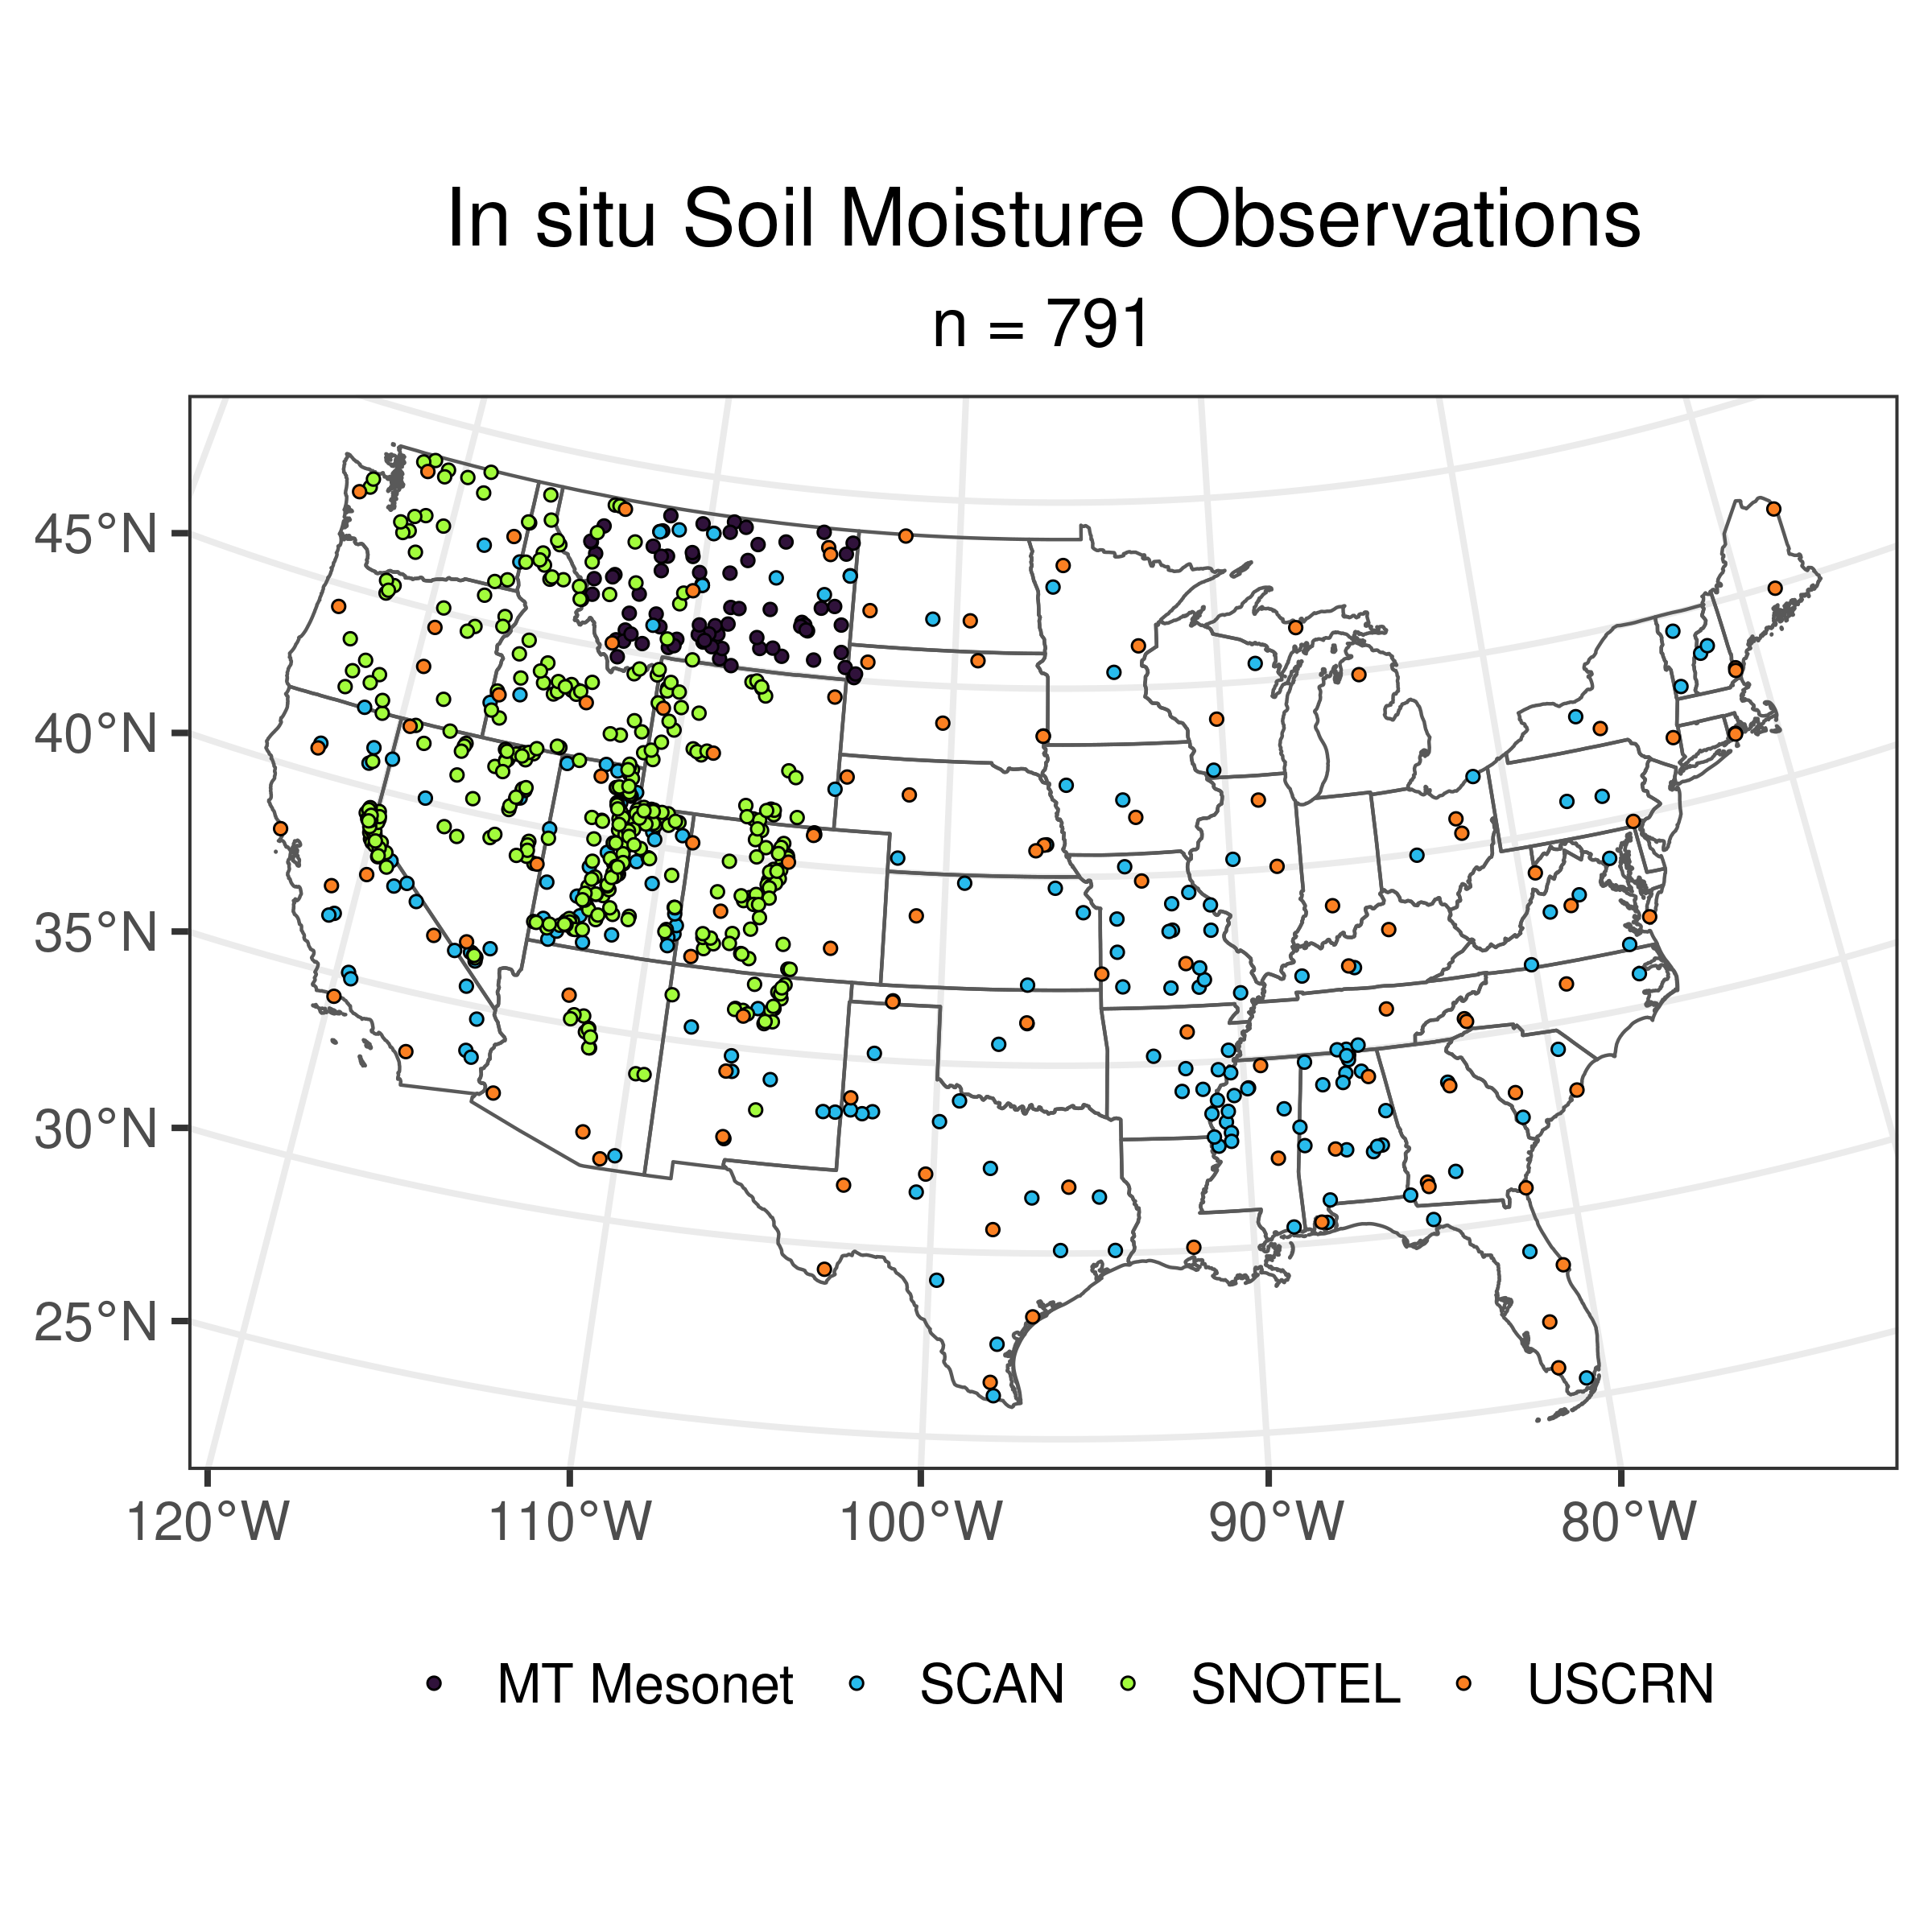 In situ Soil Moisture Observations
n = 791
45°N
40°N
35°N
30°N
25°N
120°W 110°W 100°W 90°W 80°W
MT Mesonet SCAN SNOTEL USCRN